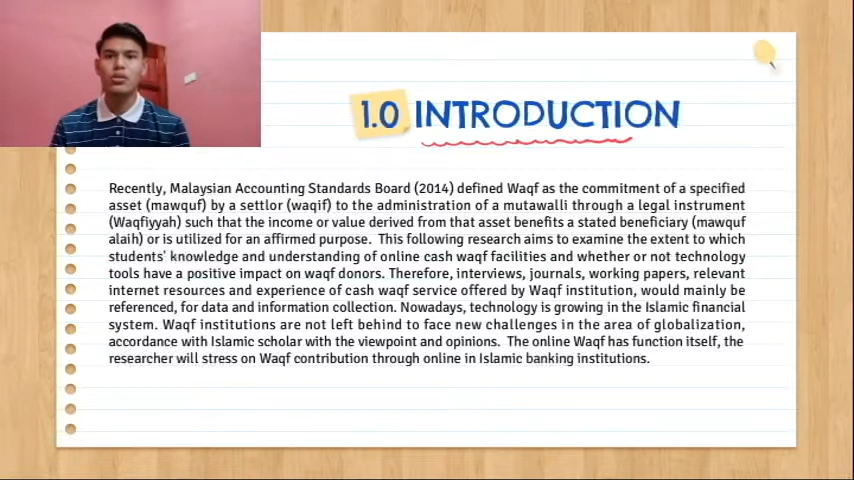 1.0 INTRODUCTION
Recently, Malaysian Accounting Standards Board (2014) defined Waqf as the commitment of a specified
asset (mawquf) by a settlor (waqif) to the administration of a mutawalli through a legal instrument
(Waqfiyyah) such that the income or value derived from that asset benefits a stated beneficiary (mawquf
alaih) or is utilized for an affirmed purpose. This following research aims to examine the extent to which
students' knowledge and understanding of online cash waqf facilities and whether or not technology
tools have a positive impact on waqf donors. Therefore, interviews, journals, working papers, relevant
internet resources and experience of cash waqf service offered by Waqf institution, would mainly be
referenced, for data and information collection. Nowadays, technology is growing in the Islamic financial
system. Waqf institutions are not left behind to face new challenges in the area of globalization,
accordance with Islamic scholar with the viewpoint and opinions. The online Waqf has function itself, the
researcher will stress on Waqf contribution through online in Islamic banking institutions.